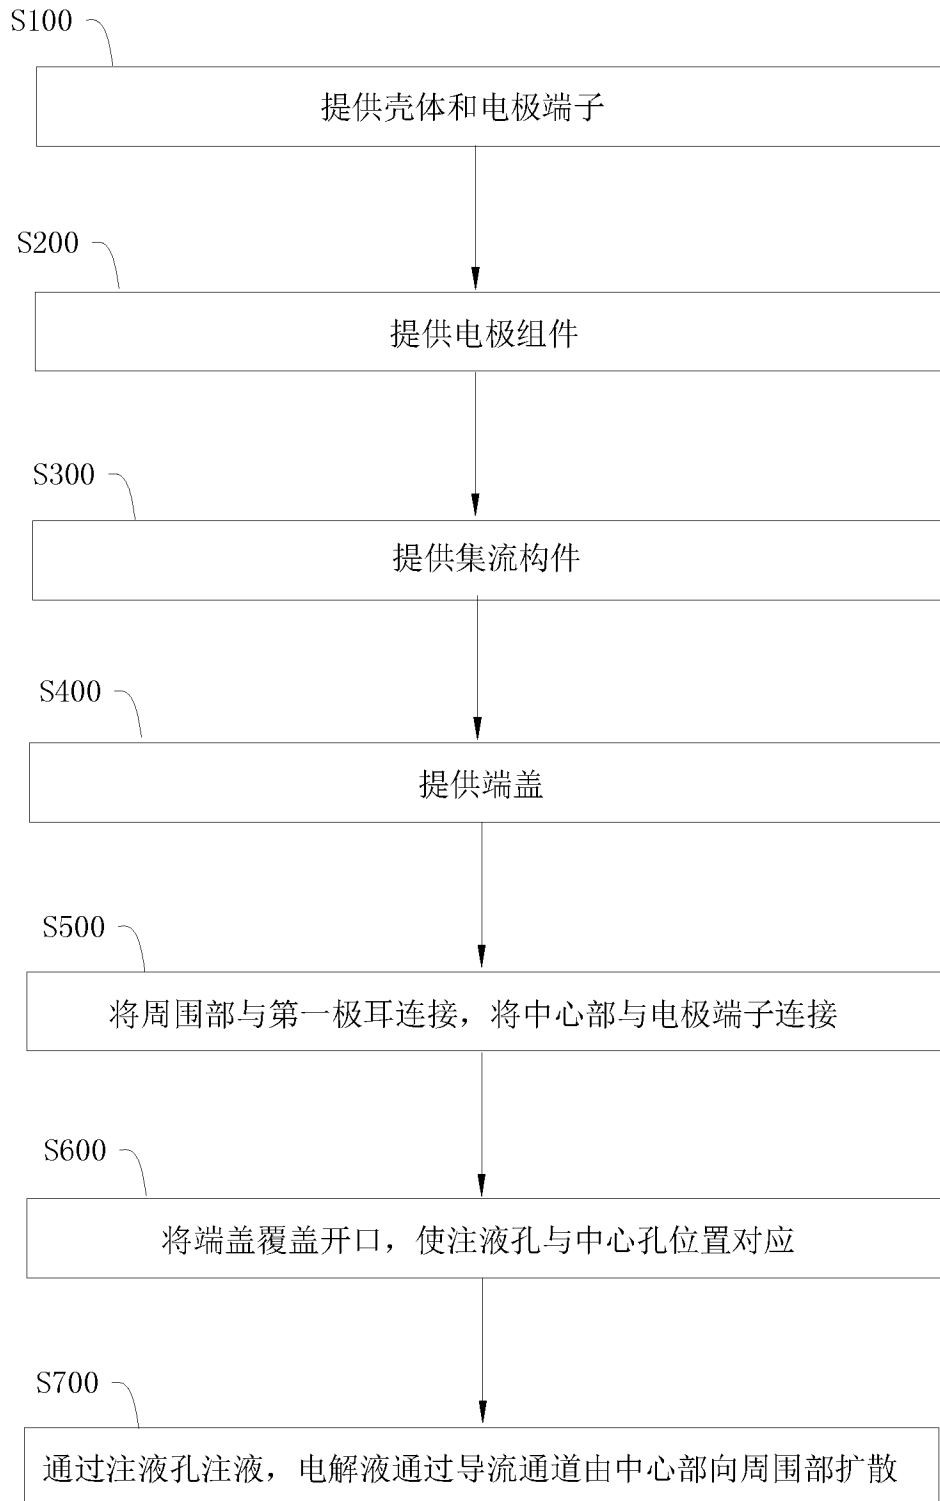 S100
提供壳体和电极端子
S200
提供电极组件
S300
提供集流构件
S400
提供端盖
S500
将周围部与第一极耳连接，将中心部与电极端子连接
S600
将端盖覆盖开口，使注液孔与中心孔位置对应
S700
通过注液孔注液，电解液通过导流通道由中心部向周围部扩散